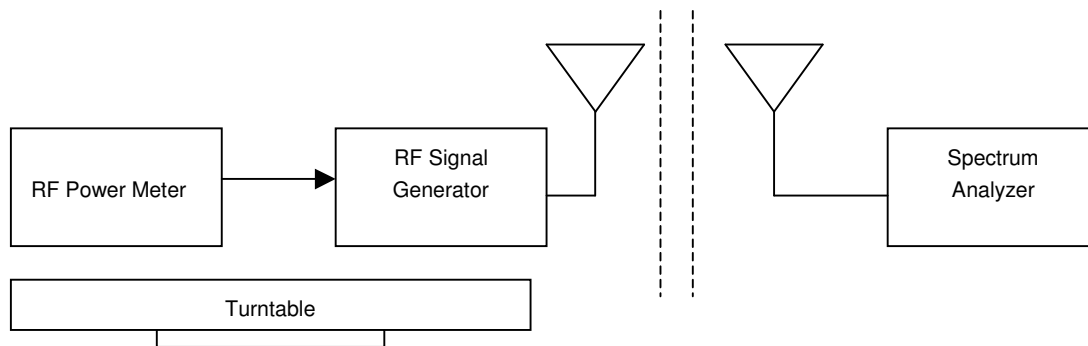 RF Power Meter
RF Signal
Generator
Spectrum
Analyzer
Turntable